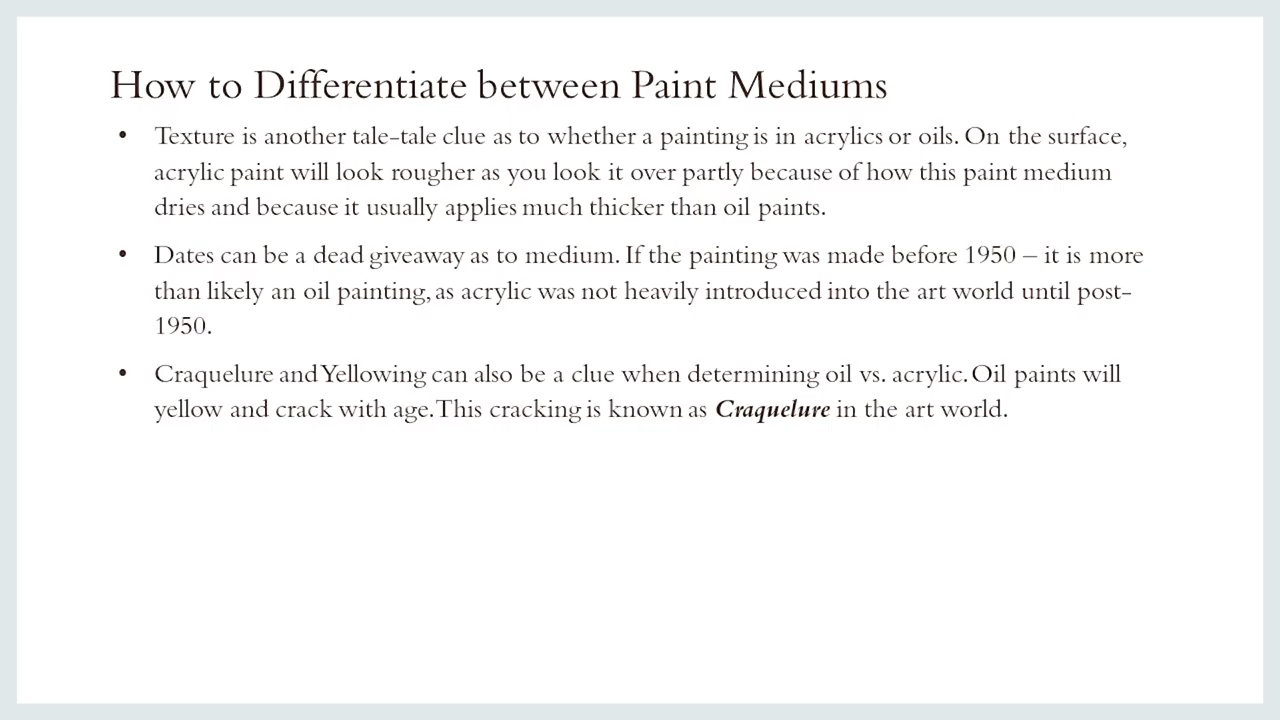 How to Differentiate between Paint Mediums
• Texture is another tale-tale clue as to whether a painting is in acrylics or oils. On the surface,
acrylic paint will look rougher as you look it over partly because of how this paint medium
dries and because it usually applies much thicker than oil paints.
• Dates can be a dead giveaway as to medium. If the painting was made before 1950 – it is more
than likely an oil painting, as acrylic was not heavily introduced into the art world until post-
1950.
• Craquelure and Yellowing can also be a clue when determining oil vs. acrylic. Oil paints will
yellow and crack with age. This cracking is known as Craquelure in the art world.